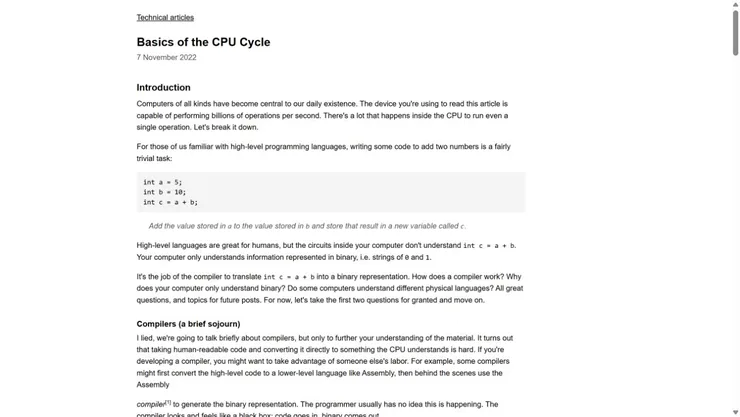 Technical articles
Basics of the CPU Cycle
7 November 2022
Introduction
Computers of all kinds have become central to our daily existence. The device you're using to read this article is
capable of performing billions of operations per second. There's a lot that happens inside the CPU to run even a
single operation. Let's break it down.
For those of us familiar with high-level programming languages, writing some code to add two numbers is a fairly
trivial task:
int a = 5;
int b = 10;
int c = a + b;
Add the value stored in a to the value stored in b and store that result in a new variable called c.
High-level languages are great for humans, but the circuits inside your computer don't understand int c = a + b.
Your computer only understands information represented in binary, i.e. strings of 0 and 1.
It's the job of the compiler to translate int c = a + b into a binary representation. How does a compiler work? Why
does your computer only understand binary? Do some computers understand different physical languages? All great
questions, and topics for future posts. For now, let's take the first two questions for granted and move on.
Compilers (a brief sojourn)
I lied, we're going to talk briefly about compilers, but only to further your understanding of the material. It turns out
that taking human-readable code and converting it directly to something the CPU understands is hard. If you're
developing a compiler, you might want to take advantage of someone else's labor. For example, some compilers
might first convert the high-level code to a lower-level language like Assembly, then behind the scenes use the
Assembly
compiler[1] to generate the binary representation. The programmer usually has no idea this is happening. The
compiler looks and feels like a black box: code goes in, binary comes out.